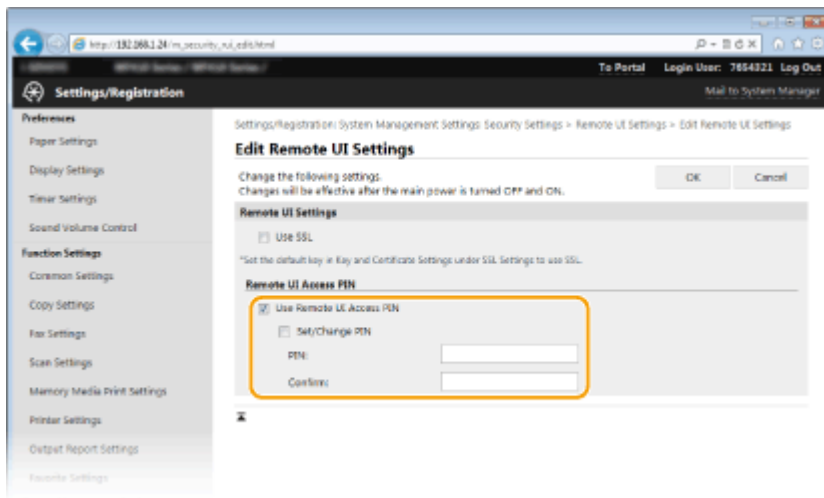 http://192.168.1.24/m_security_rui_edit.html
To Portal Login User: 7654321 Log Out
Settings/Registration
Mail to System Manager
Preferences
Paper Settings
Display Settings
Timer Settings
Sound Volume Control
Function Settings
Common Settings
Copy Settings
Fax Settings
Scan Settings
Memory Media Print Settings
Printer Settings
Output Report Settings
Favorite Settings
Settings/Registration: System Management Settings: Security Settings > Remote UI Settings > Edit Remote UI Settings
Edit Remote UI Settings
Change the following settings.
Changes will be effective after the main power is turned OFF and ON.
OK Cancel
Remote UI Settings
Use SSL
*Set the default key in Key and Certificate Settings under SSL Settings to use SSL.
Remote UI Access PIN
Use Remote UI Access PIN
Set/Change PIN
PIN:
Confirm: